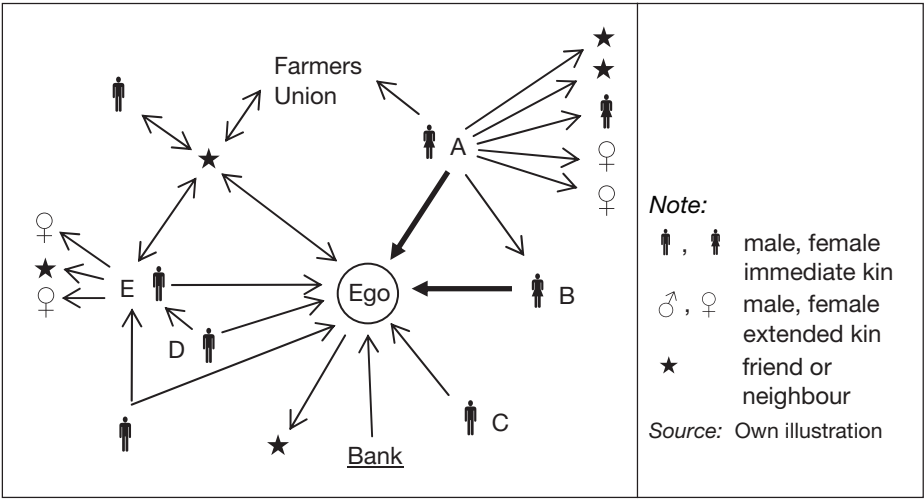 Farmers
Union
A
E
Ego
B
D
C
Bank
Note:
, male, female
immediate kin
♂, ♀ male, female
extended kin
★ friend or
neighbour
Source: Own illustration